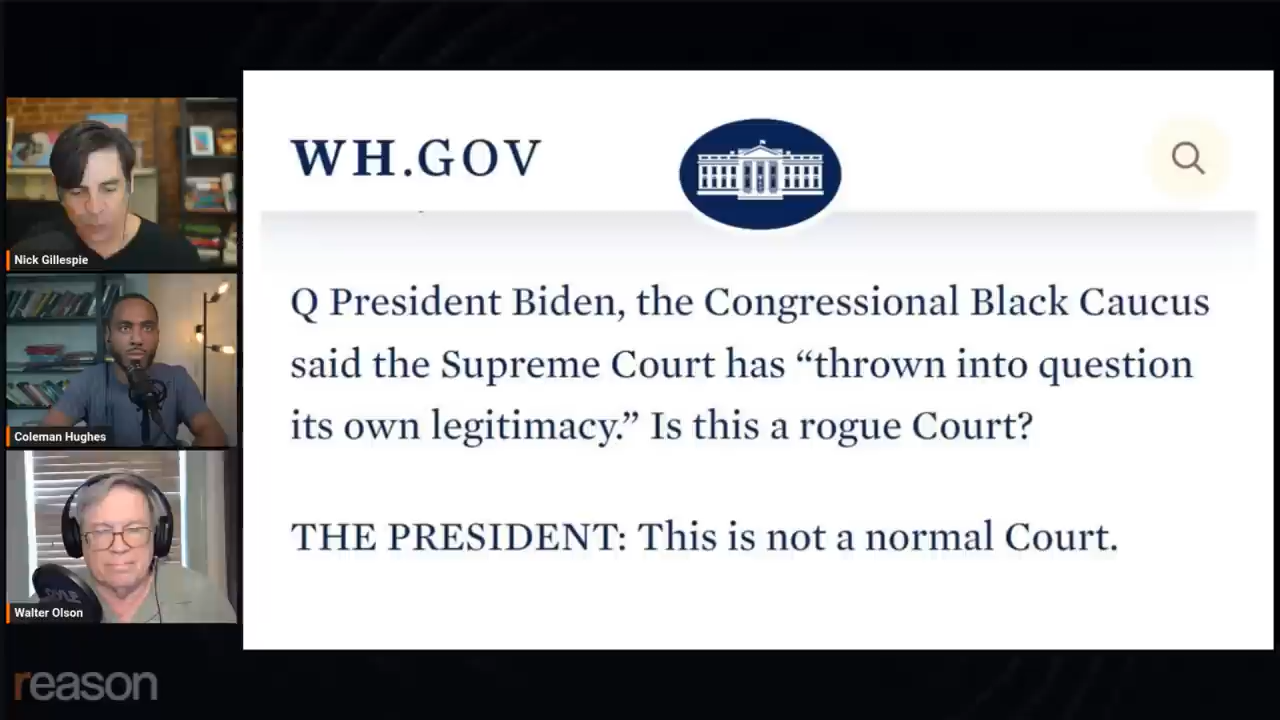 WH.GOV
Q President Biden, the Congressional Black Caucus
said the Supreme Court has “thrown into question
its own legitimacy.” Is this a rogue Court?
THE PRESIDENT: This is not a normal Court.
Nick Gillespie
Coleman Hughes
Walter Olson
reason